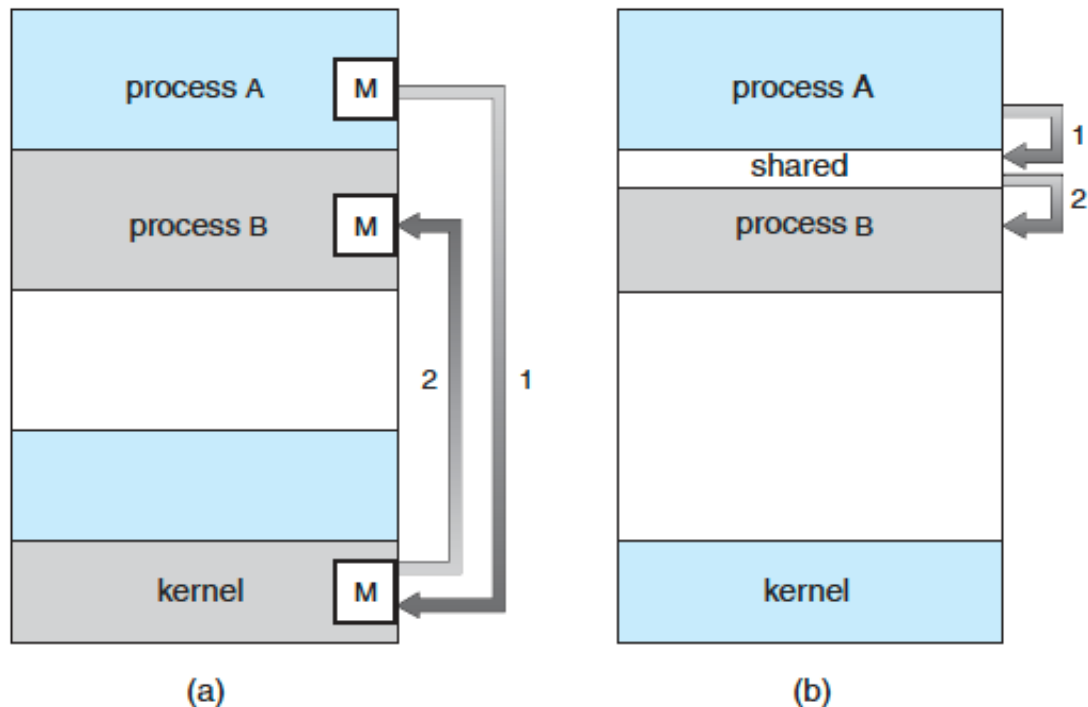 process A
M
process B
M
2
1
kernel
M
(a)
process A
1
shared
2
process B
kernel
(b)